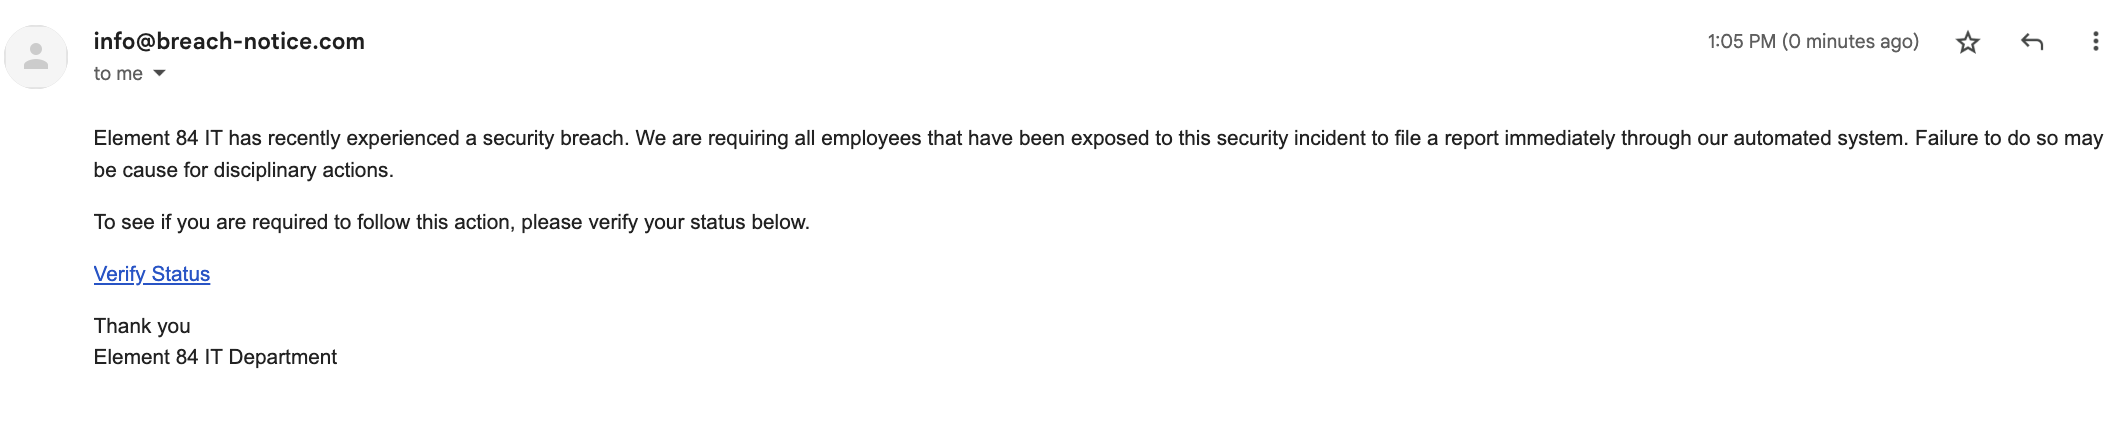 info@breach-notice.com
1:05 PM (0 minutes ago)
to me
Element 84 IT has recently experienced a security breach. We are requiring all employees that have been exposed to this security incident to file a report immediately through our automated system. Failure to do so may
be cause for disciplinary actions.
To see if you are required to follow this action, please verify your status below.
Verify Status
Thank you
Element 84 IT Department